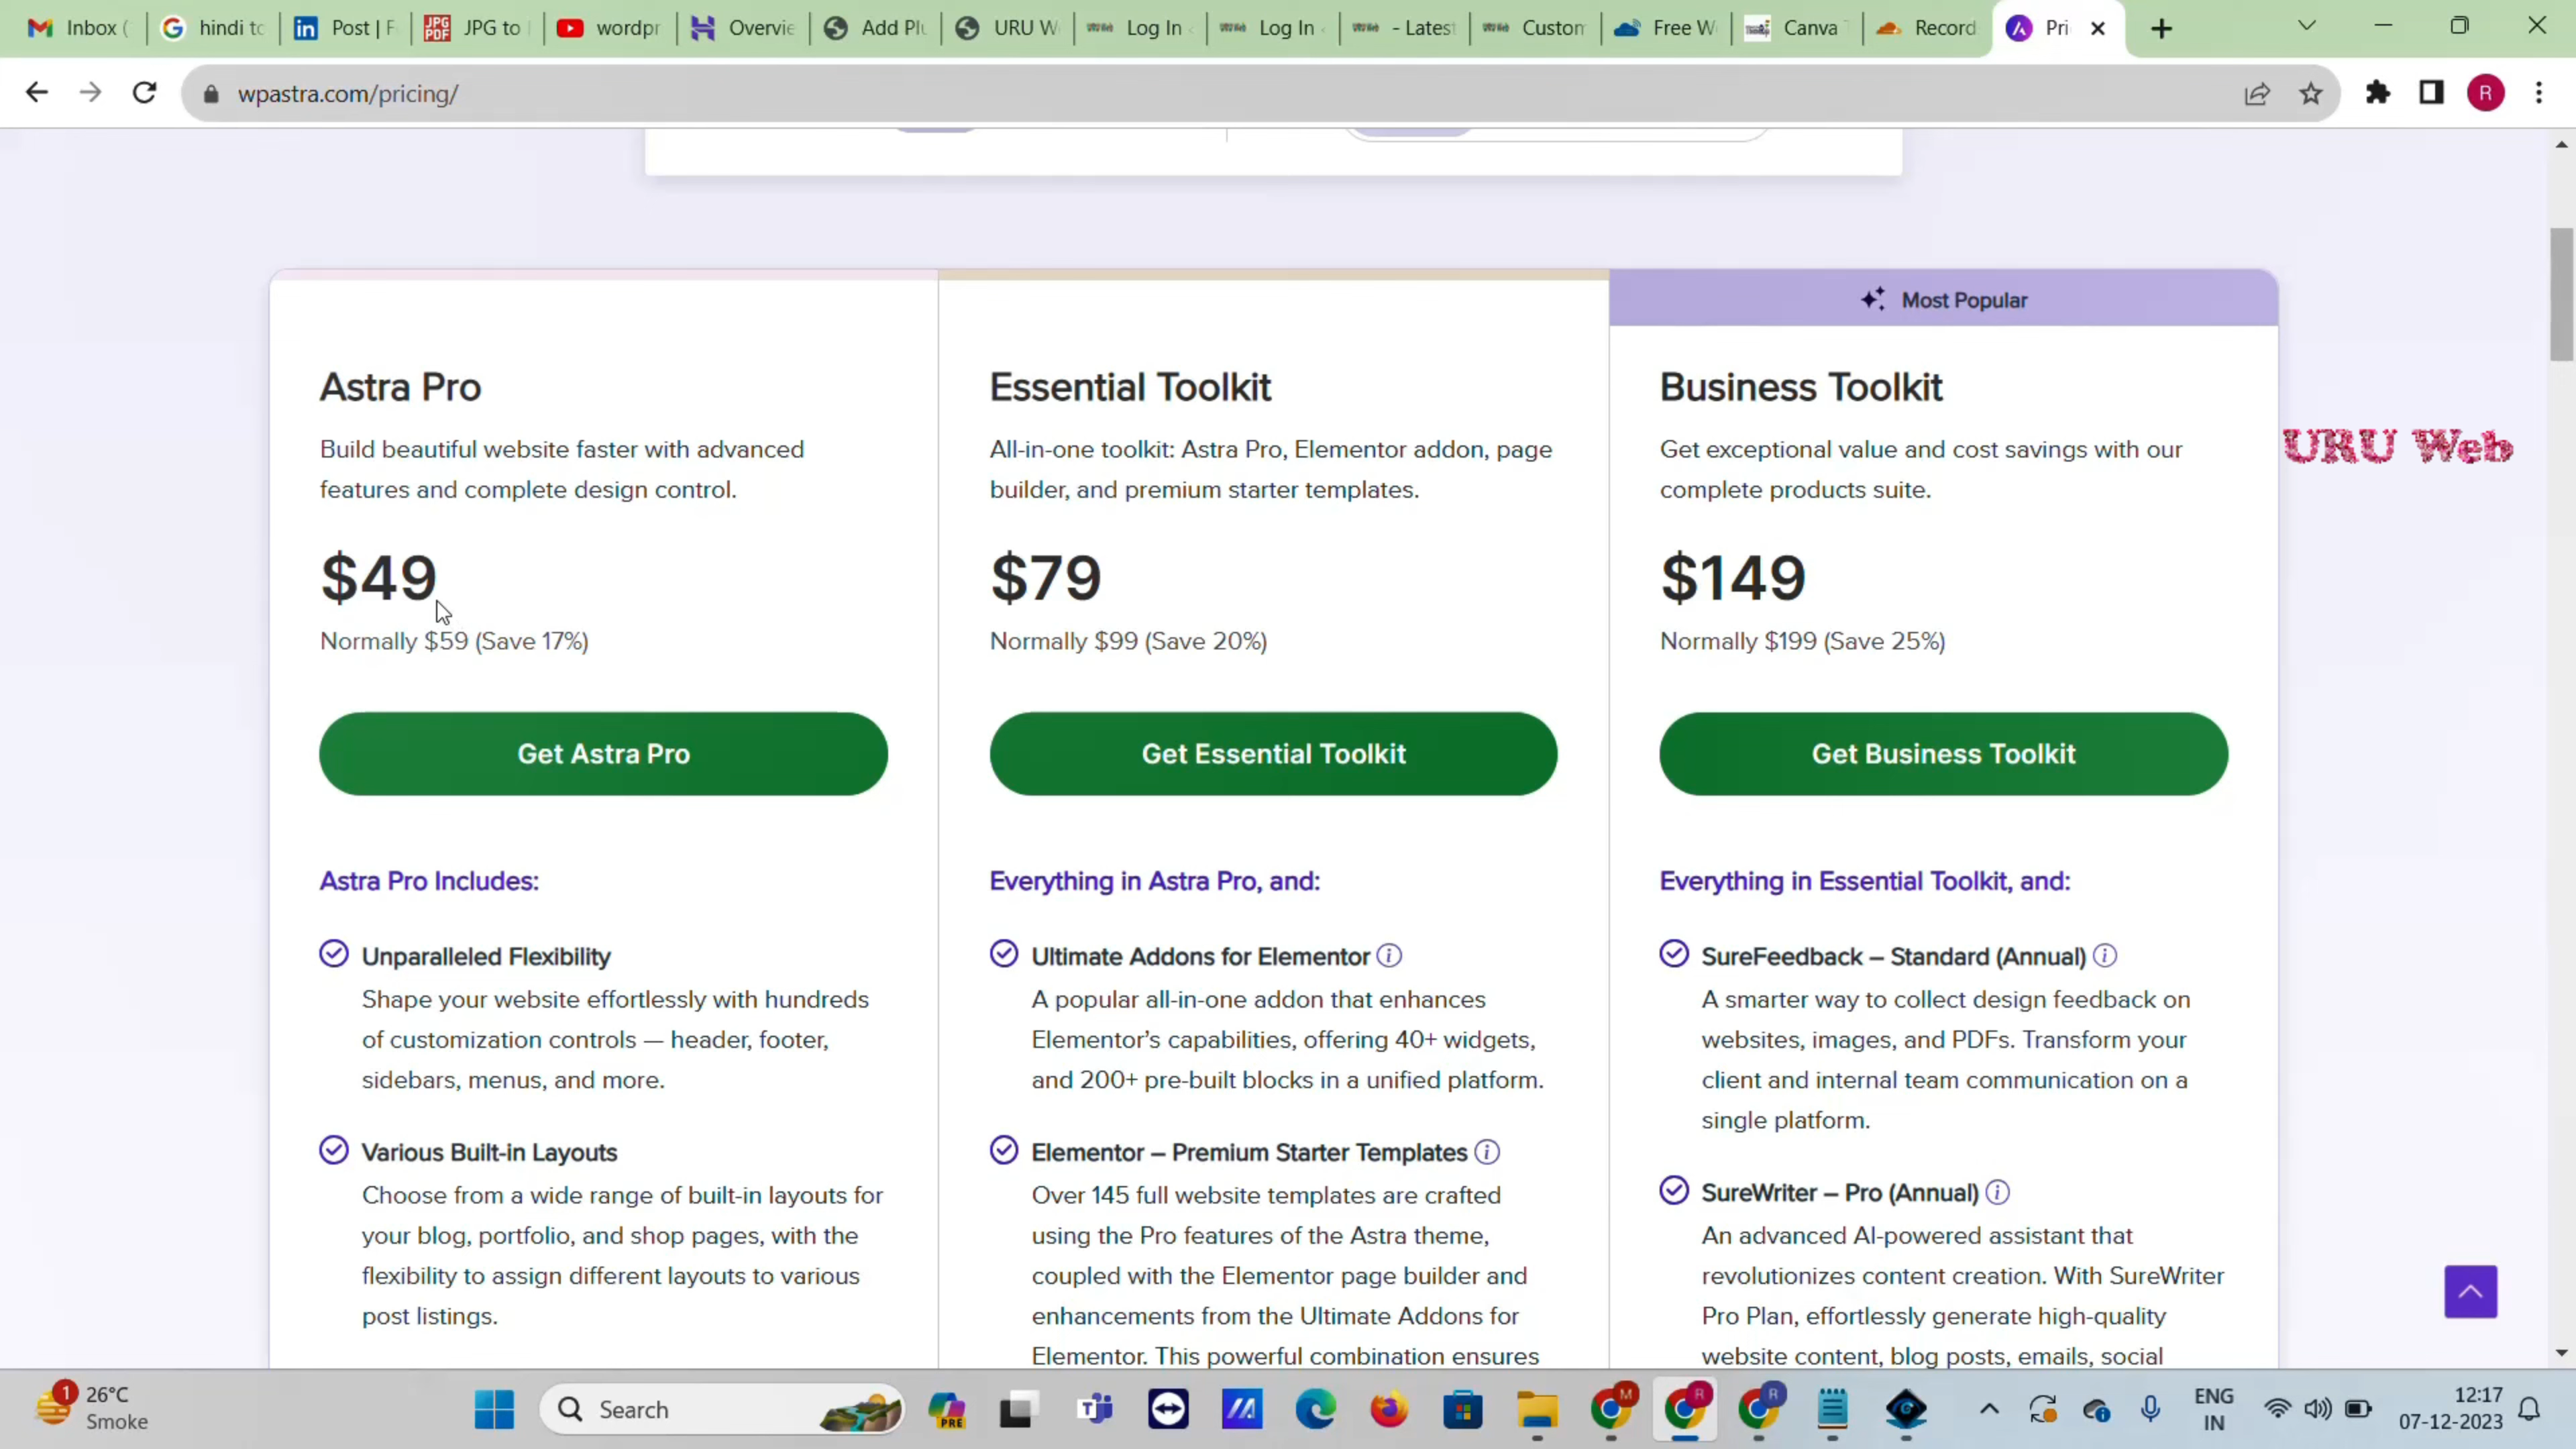 Inbox (
hindi to
Post | F
JPG to
wordpr
Overvie
Add Plu
URU W
Log In
Log In
- Latest
Custom
Free W
Canva
Record
Pri
wpastra.com/pricing/
Most Popular
Astra Pro
Build beautiful website faster with advanced
features and complete design control.
$49
Normally $59 (Save 17%)
Get Astra Pro
Astra Pro Includes:
Unparalleled Flexibility
Shape your website effortlessly with hundreds
of customization controls — header, footer,
sidebars, menus, and more.
Various Built-in Layouts
Choose from a wide range of built-in layouts for
your blog, portfolio, and shop pages, with the
flexibility to assign different layouts to various
post listings.
Essential Toolkit
All-in-one toolkit: Astra Pro, Elementor addon, page
builder, and premium starter templates.
$79
Normally $99 (Save 20%)
Get Essential Toolkit
Everything in Astra Pro, and:
Ultimate Addons for Elementor
A popular all-in-one addon that enhances
Elementor’s capabilities, offering 40+ widgets,
and 200+ pre-built blocks in a unified platform.
Elementor – Premium Starter Templates
Over 145 full website templates are crafted
using the Pro features of the Astra theme,
coupled with the Elementor page builder and
enhancements from the Ultimate Addons for
Elementor. This powerful combination ensures
Business Toolkit
Get exceptional value and cost savings with our
complete products suite.
$149
Normally $199 (Save 25%)
Get Business Toolkit
Everything in Essential Toolkit, and:
SureFeedback – Standard (Annual)
A smarter way to collect design feedback on
websites, images, and PDFs. Transform your
client and internal team communication on a
single platform.
SureWriter – Pro (Annual)
An advanced AI-powered assistant that
revolutionizes content creation. With SureWriter
Pro Plan, effortlessly generate high-quality
website content, blog posts, emails, social
URU Web
26°C
Smoke
Search
ENG
IN
12:17
07-12-2023